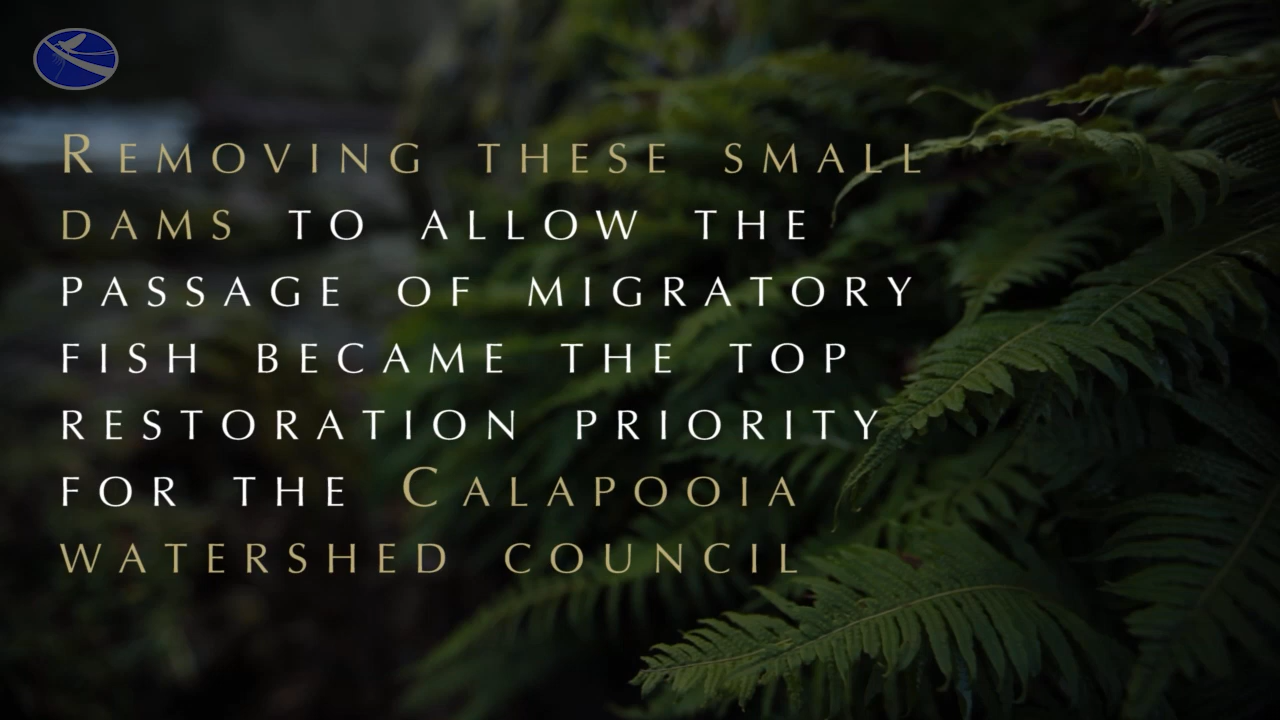 Removing these small
dams to allow the
passage of migratory
fish became the top
restoration priority
for the Calapooia
watershed council